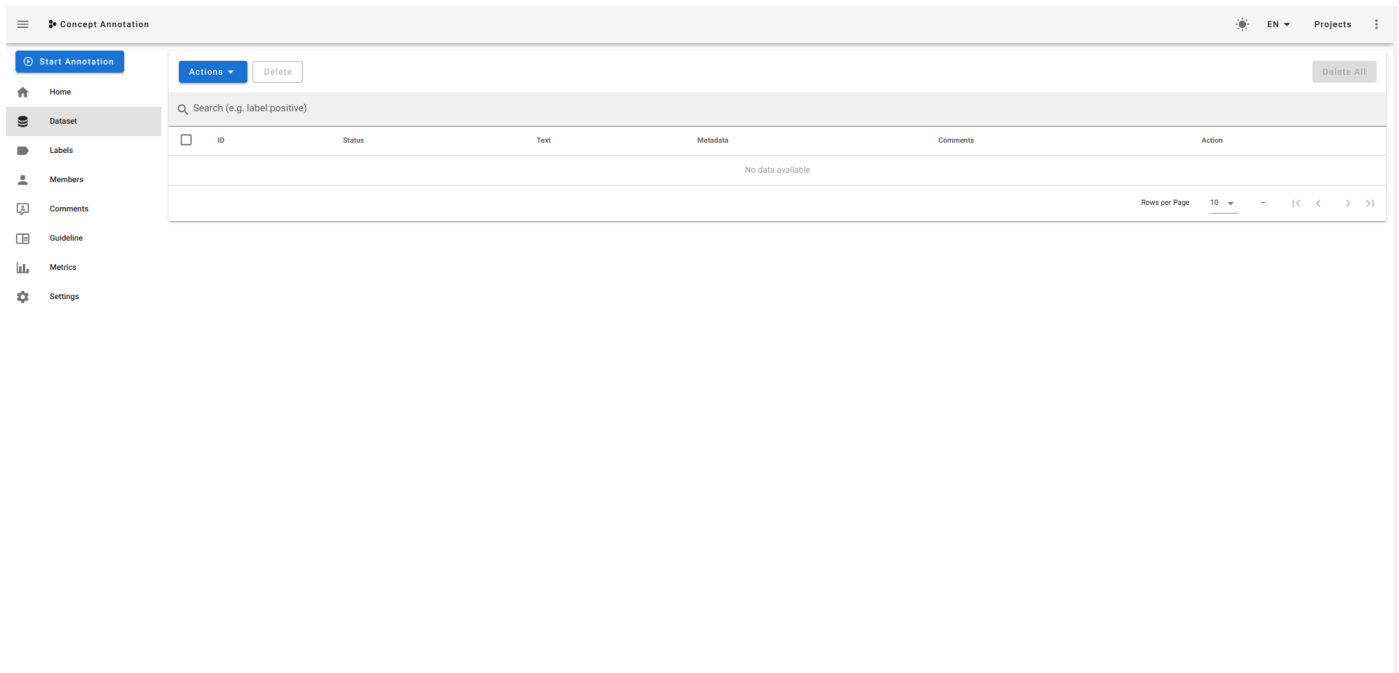 Concept Annotation
EN
Projects
Start Annotation
Home
Dataset
Labels
Members
Comments
Guideline
Metrics
Settings
Actions
Delete
Delete All
Search (e.g. label:positive)
ID Status Text Metadata Comments Action
No data available
Rows per Page 10 –